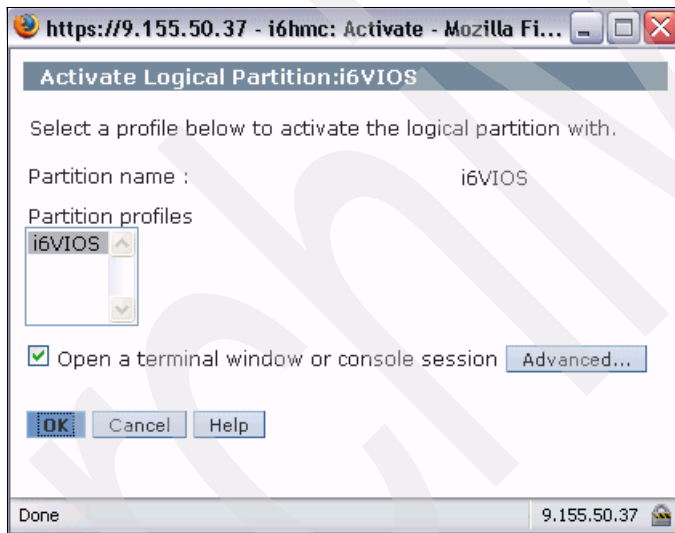 https://9.155.50.37 - i6hmc: Activate - Mozilla Fi...
Activate Logical Partition:i6VIOS
Select a profile below to activate the logical partition with.
Partition name : i6VIOS
Partition profiles
i6VIOS
Open a terminal window or console session Advanced...
OK Cancel Help
Done 9.155.50.37